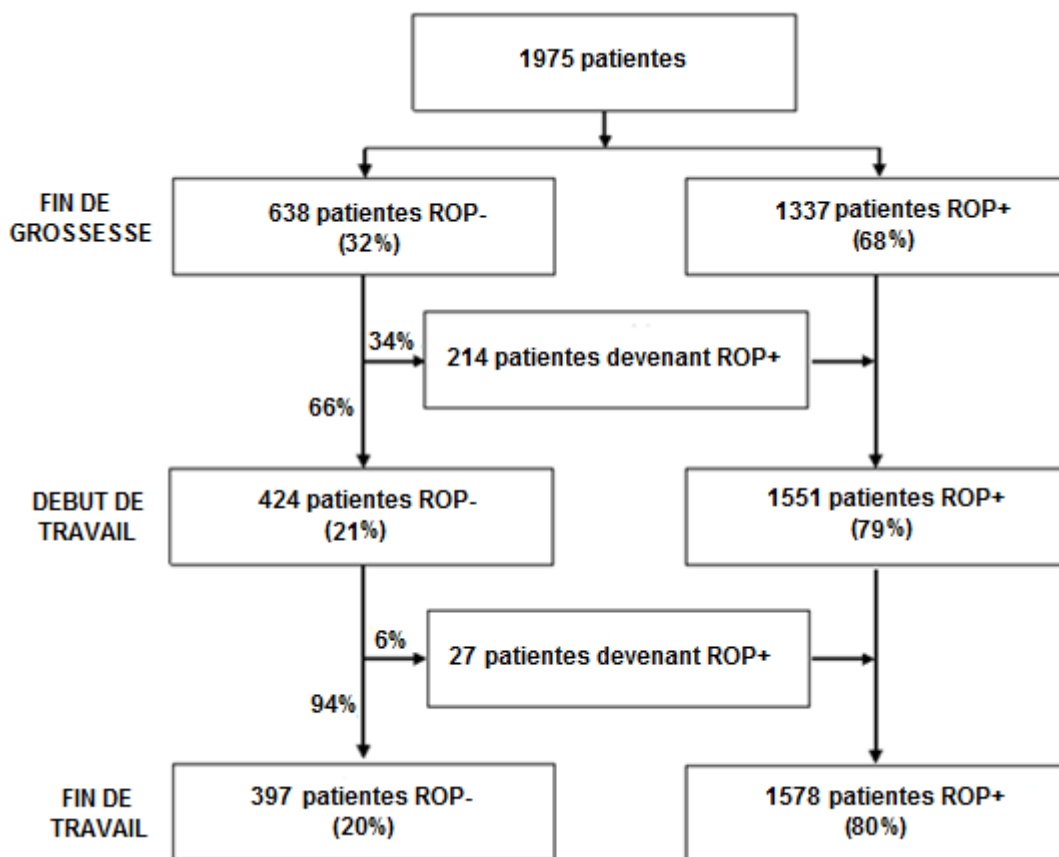 1975 patientes
FIN DE
GROSSESSE
638 patientes ROP-
(32%)
1337 patientes ROP+
(68%)
34%
214 patientes devenant ROP+
66%
DEBUT DE
TRAVAIL
424 patientes ROP-
(21%)
1551 patientes ROP+
(79%)
6%
27 patientes devenant ROP+
94%
FIN DE
TRAVAIL
397 patientes ROP-
(20%)
1578 patientes ROP+
(80%)